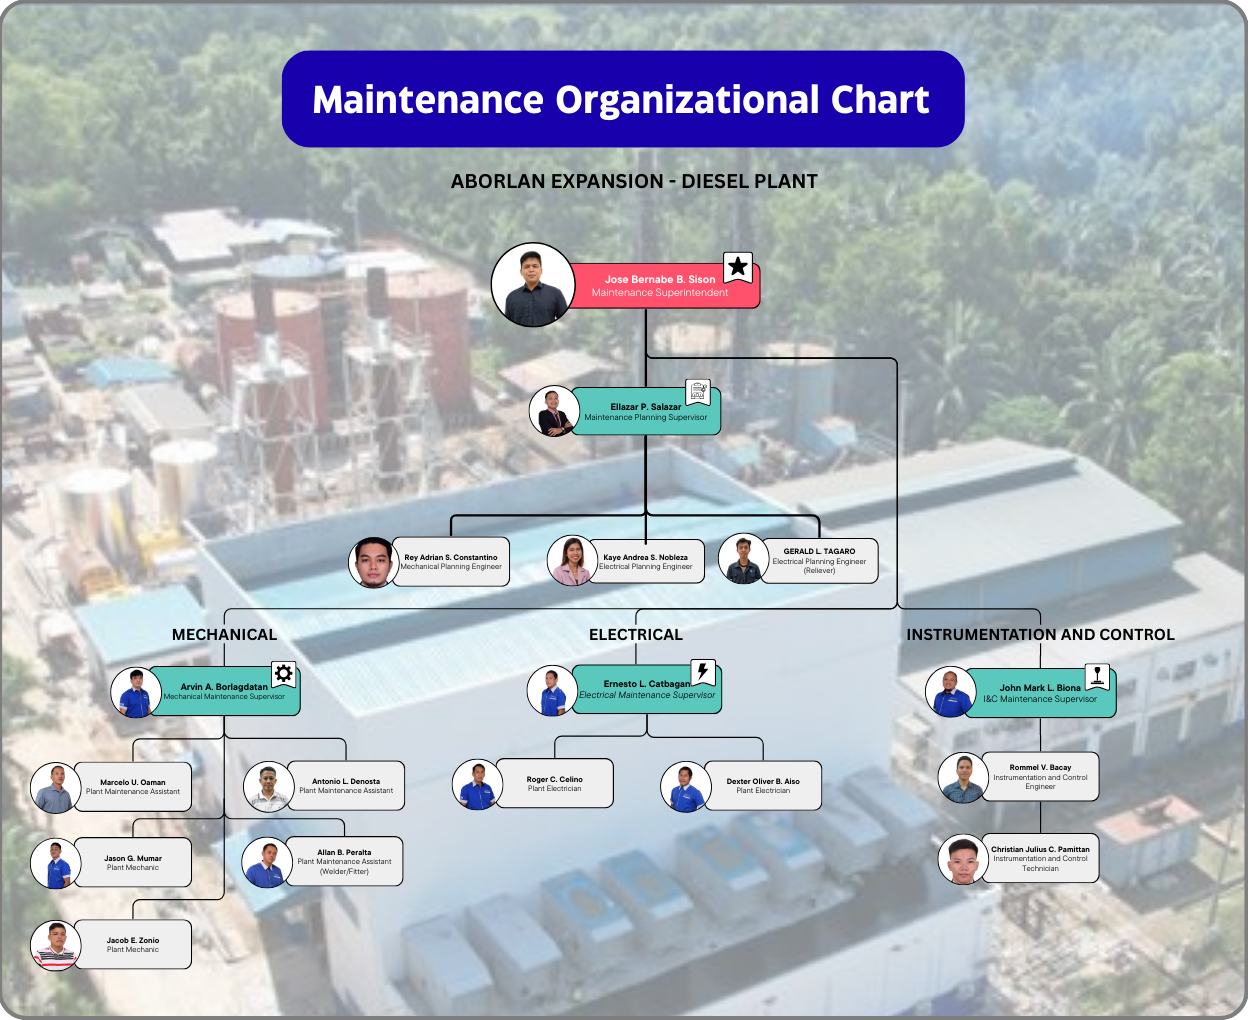 Maintenance Organizational Chart
ABORLAN EXPANSION - DIESEL PLANT
Jose Bernabe B. Sison
Maintenance Superintendent
Ellazar P. Salazar
Maintenance Planning Supervisor
Rey Adrian S. Constantino
Mechanical Planning Engineer
Kaye Andrea S. Nobleza
Electrical Planning Engineer
GERALD L. TAGARO
Electrical Planning Engineer
(Reliever)
MECHANICAL
ELECTRICAL
INSTRUMENTATION AND CONTROL
Arvin A. Borlagdatan
Mechanical Maintenance Supervisor
Ernesto L. Catbagan
Electrical Maintenance Supervisor
John Mark L. Biona
I&C Maintenance Supervisor
Marcelo U. Oaman
Plant Maintenance Assistant
Antonio L. Denosta
Plant Maintenance Assistant
Roger C. Celino
Plant Electrician
Dexter Oliver B. Aiso
Plant Electrician
Rommel V. Bacay
Instrumentation and Control
Engineer
Jason G. Mumar
Plant Mechanic
Allan B. Peralta
Plant Maintenance Assistant
(Welder/Fitter)
Christian Julius C. Pamittan
Instrumentation and Control
Technician
Jacob E. Zonio
Plant Mechanic